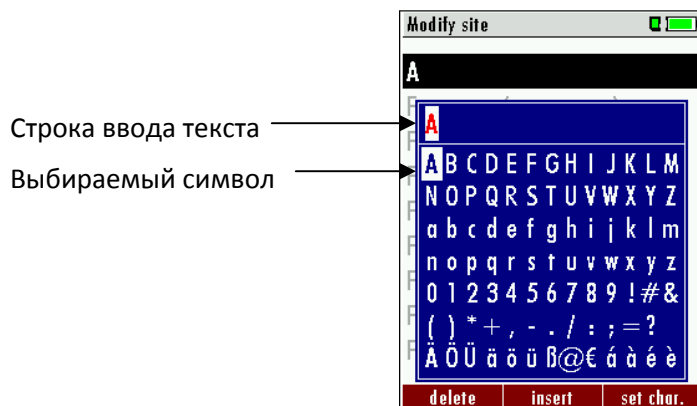 Modify site
A
Строка ввода текста
A
Выбираемый символ
A B C D E F G H I J K L M
N O P Q R S T U V W X Y Z
a b c d e f g h i j k l m
n o p q r s t u v w x y z
0 1 2 3 4 5 6 7 8 9 ! # &
( ) * + , - . / : ; = ?
Ä Ö Ü ä ö ü ß @ € á à é è
delete insert set char.